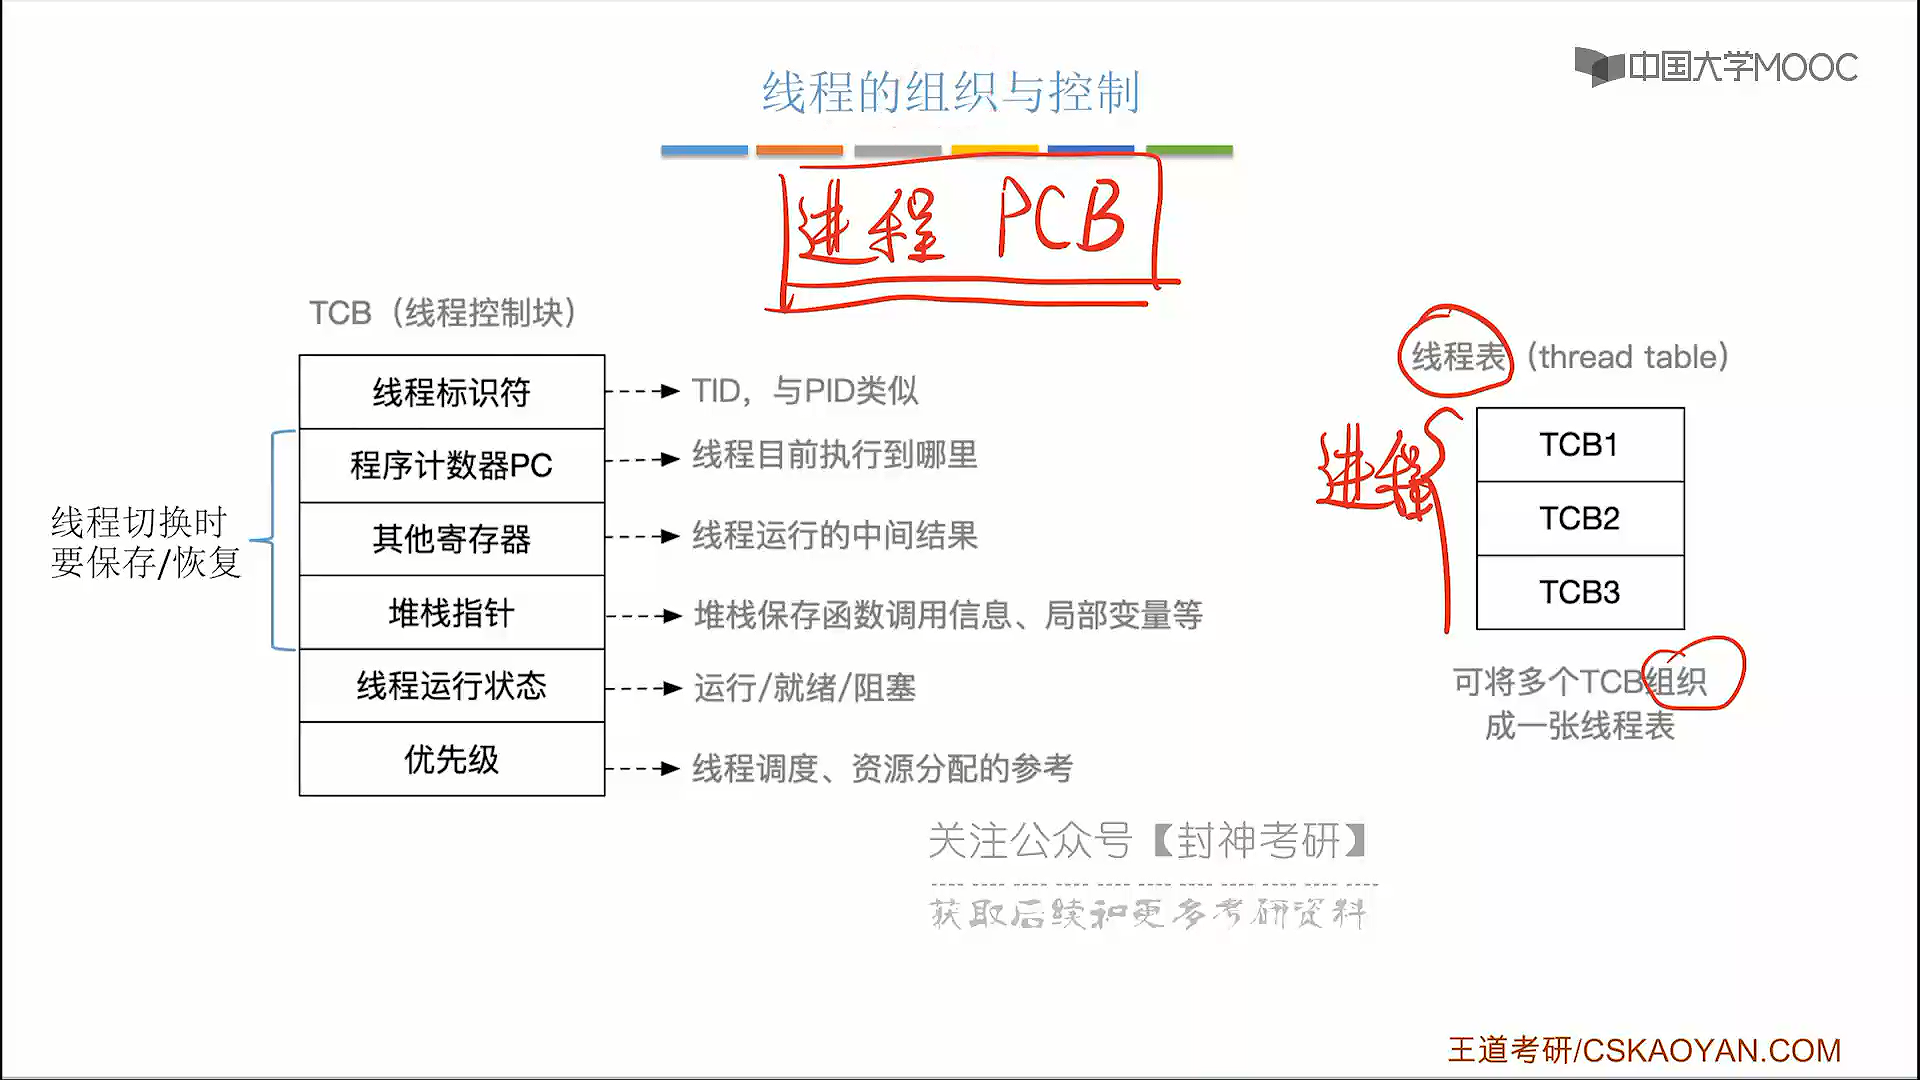 中国大学MOOC
线程的组织与控制
进程 PCB
TCB（线程控制块）
线程标识符
TID，与PID类似
程序计数器PC
线程目前执行到哪里
其他寄存器
线程运行的中间结果
堆栈指针
堆栈保存函数调用信息、局部变量等
线程运行状态
运行/就绪/阻塞
优先级
线程调度、资源分配的参考
线程切换时
要保存/恢复
线程表（thread table）
进程
TCB1
TCB2
TCB3
可将多个TCB组织
成一张线程表
关注公众号【封神考研】
获取后续和更多考研资料
王道考研/CSKAOYAN.COM